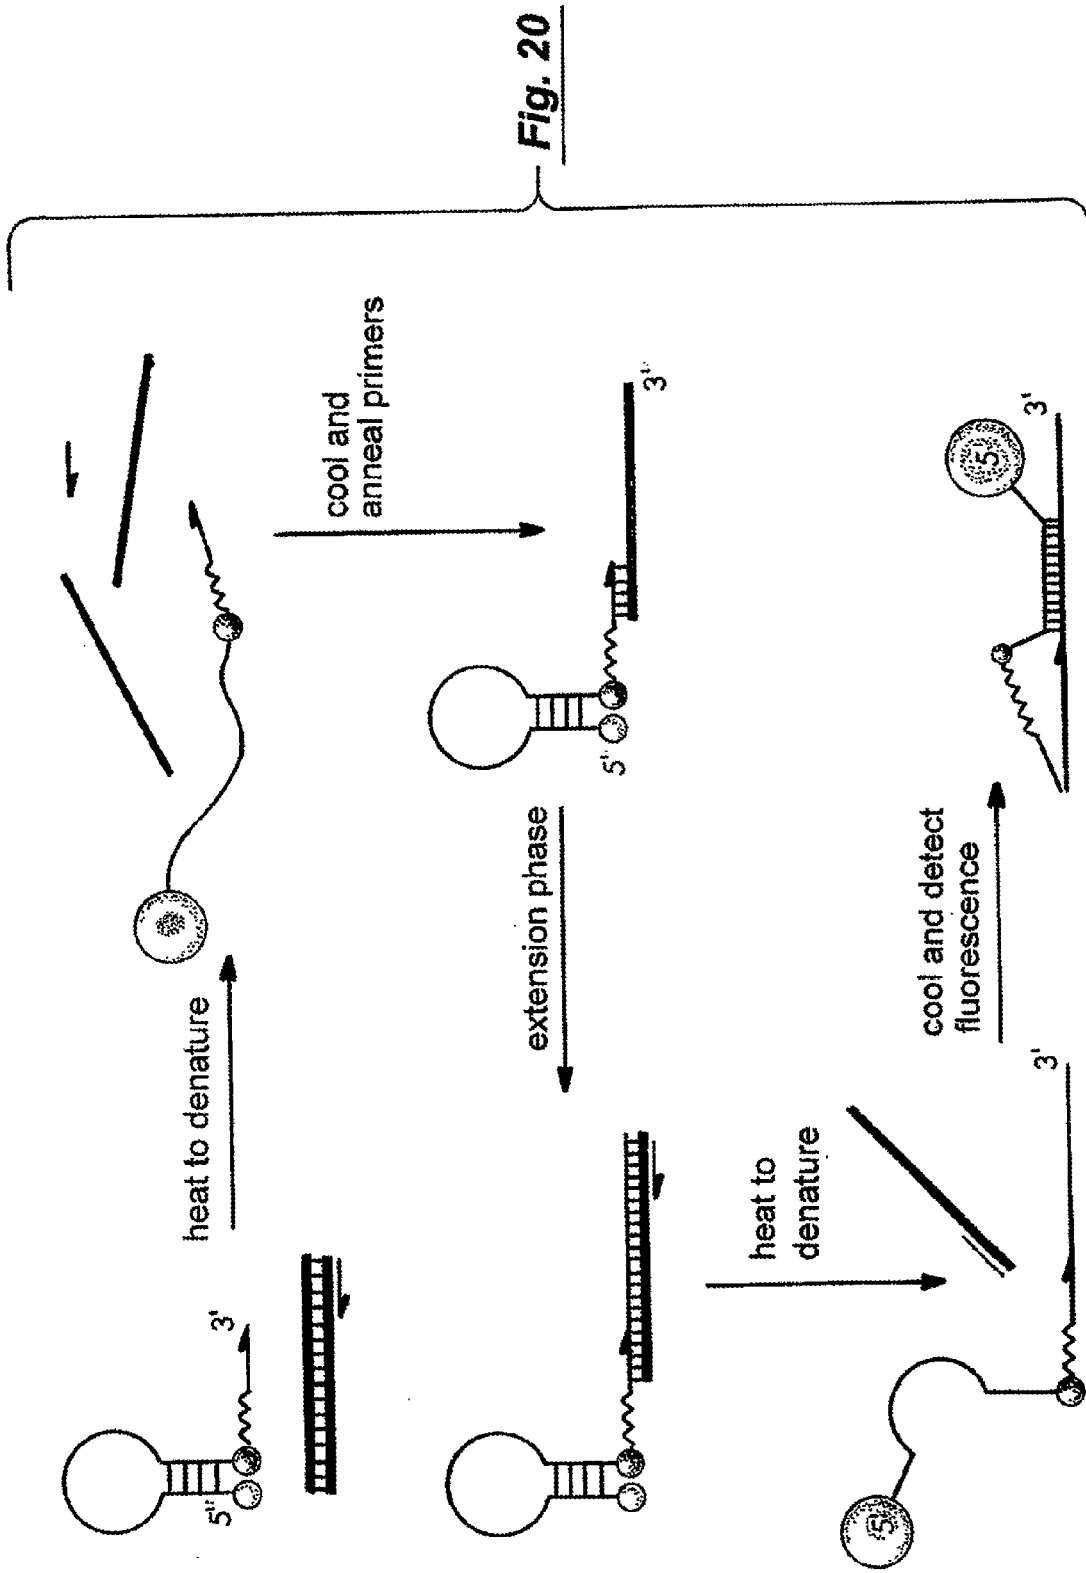 5'
3'
heat to denature
cool and
anneal primers
5'
3'
extension phase
heat to
denature
5'
3'
cool and detect
fluorescence
5'
3'
Fig. 20